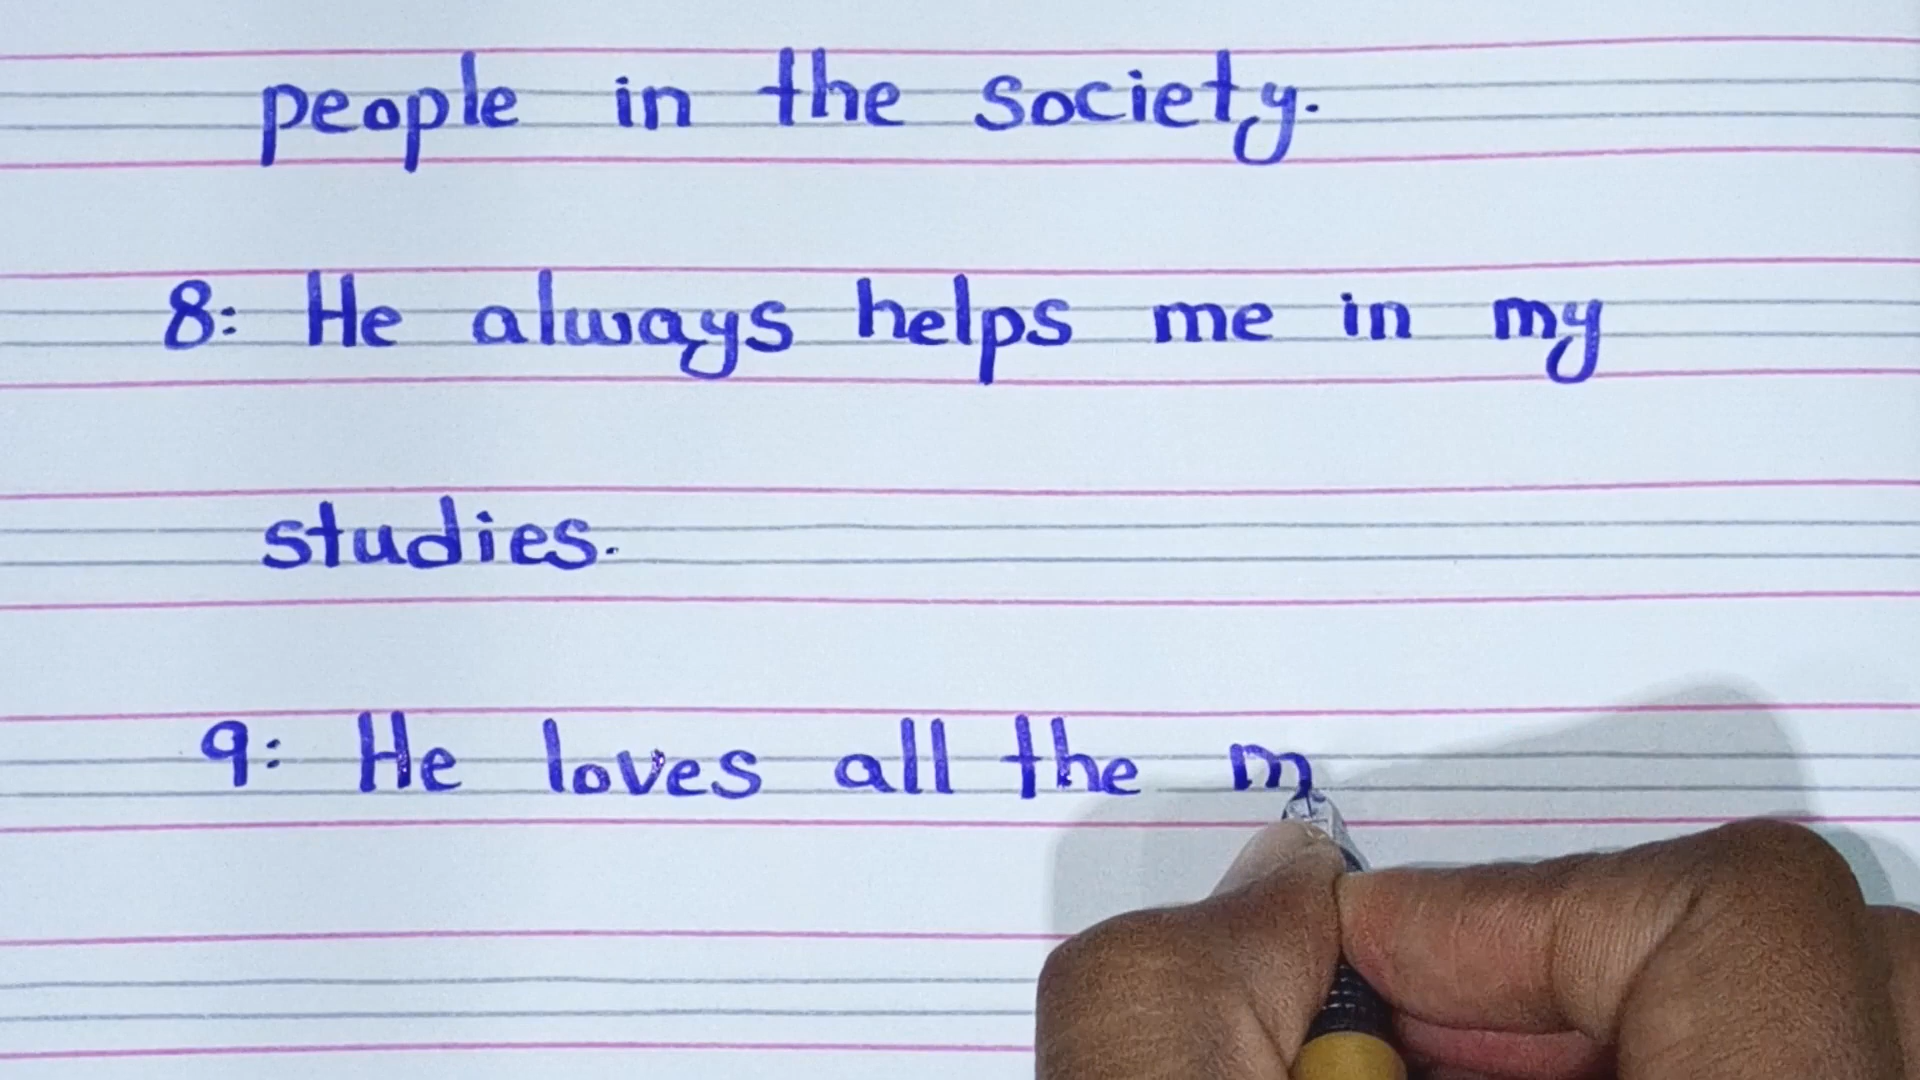 people in the society.
8: He always helps me in my
studies.
9: He loves all the m